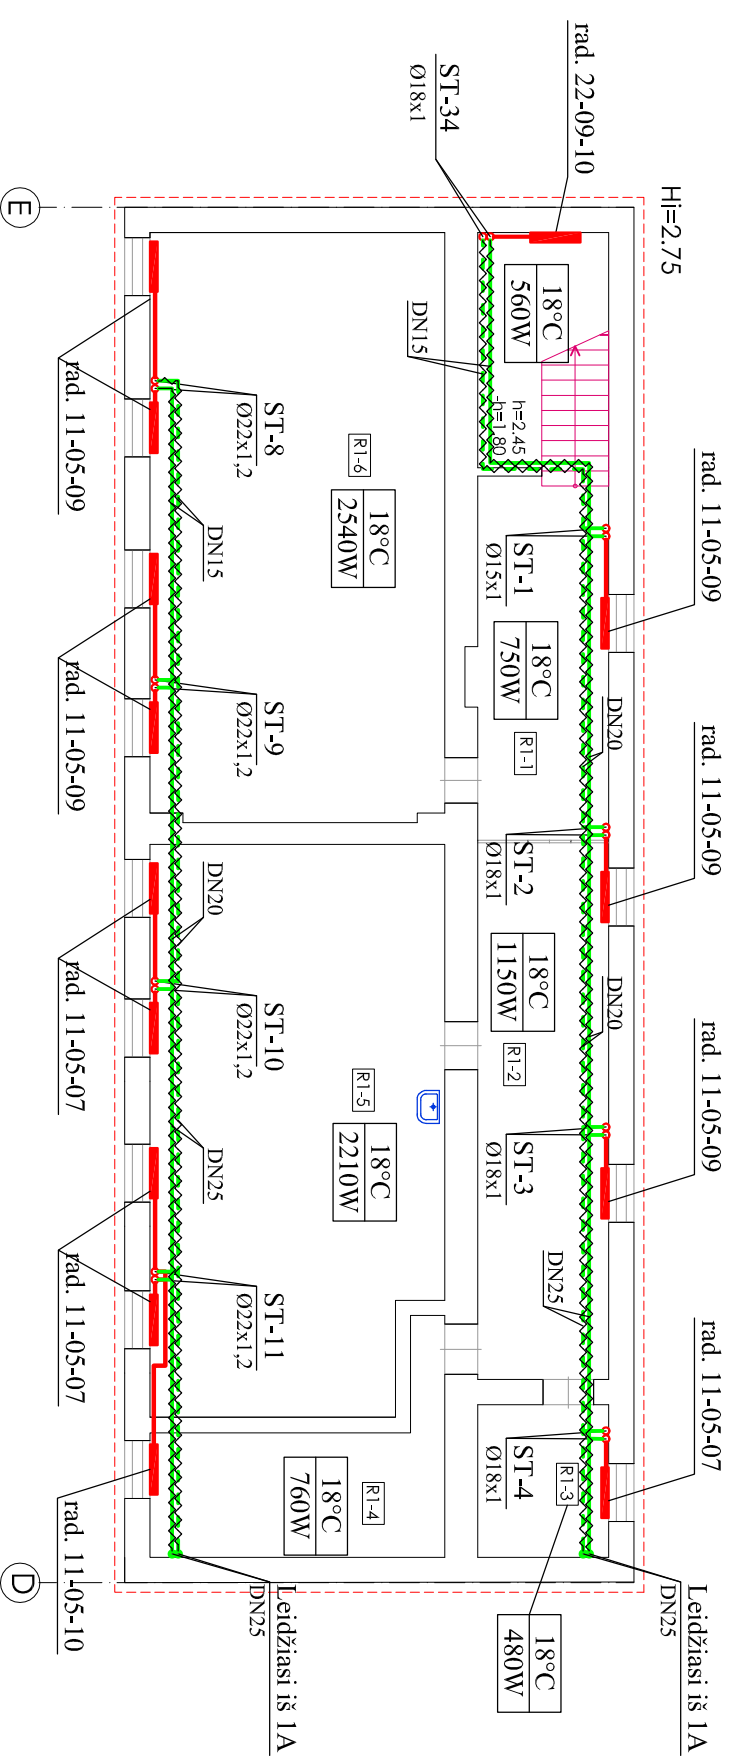 Hi=2.75
rad. 22-09-10
ST-34
Ø18x1
18°C
560W
DN15
h=2.45
-h=1.80
rad. 11-05-09
ST-1
Ø15x1
18°C
750W
R1-1
DN20
rad. 11-05-09
ST-2
Ø18x1
18°C
1150W
R1-2
DN20
rad. 11-05-09
ST-3
Ø18x1
DN25
rad. 11-05-07
ST-4
Ø18x1
R1-3
18°C
480W
Leidžiasi iš 1A
DN25
E
rad. 11-05-09
ST-8
Ø22x1,2
R1-6
18°C
2540W
DN15
rad. 11-05-09
ST-9
Ø22x1,2
DN20
rad. 11-05-07
ST-10
Ø22x1,2
R1-5
18°C
2210W
DN25
rad. 11-05-07
ST-11
Ø22x1,2
R1-4
18°C
760W
rad. 11-05-10
Leidžiasi iš 1A
DN25
D